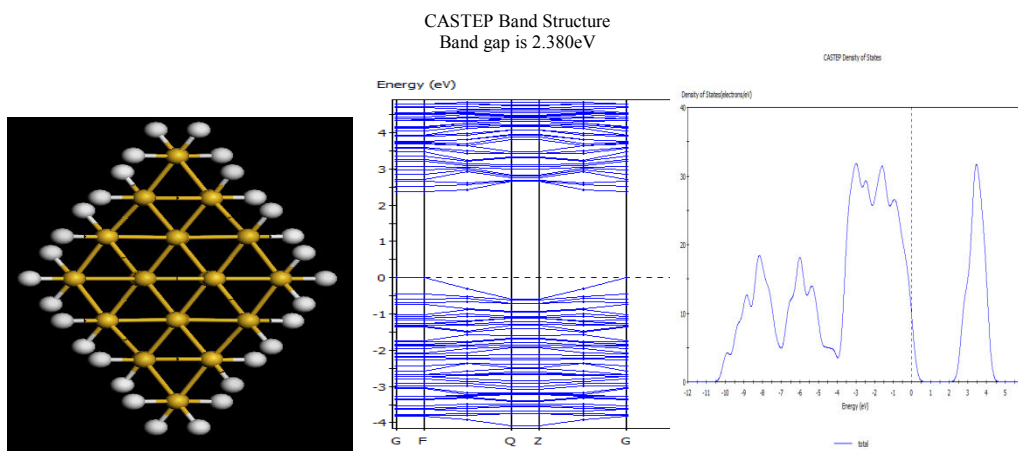 CASTEP Band Structure
Band gap is 2.380eV
Energy (eV)
4
3
2
1
0
-1
-2
-3
-4
G F Q Z G
CASTEP Density of States
Density of States(electrons/eV)
40
30
20
10
0
-12 -11 -10 -9 -8 -7 -6 -5 -4 -3 -2 -1 0 1 2 3 4 5
Energy (eV)
total